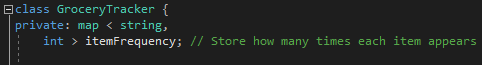 class GroceryTracker {
private: map < string,
int > itemFrequency; // Store how many times each item appears